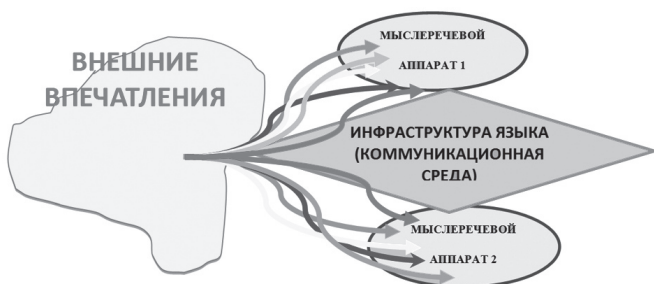 ВНЕШНИЕ
ВПЕЧАТЛЕНИЯ
МЫСЛЕРЕЧЕВОЙ
АППАРАТ 1
ИНФРАСТРУКТУРА ЯЗЫКА
(КОММУНИКАЦИОННАЯ
СРЕДА)
МЫСЛЕРЕЧЕВОЙ
АППАРАТ 2